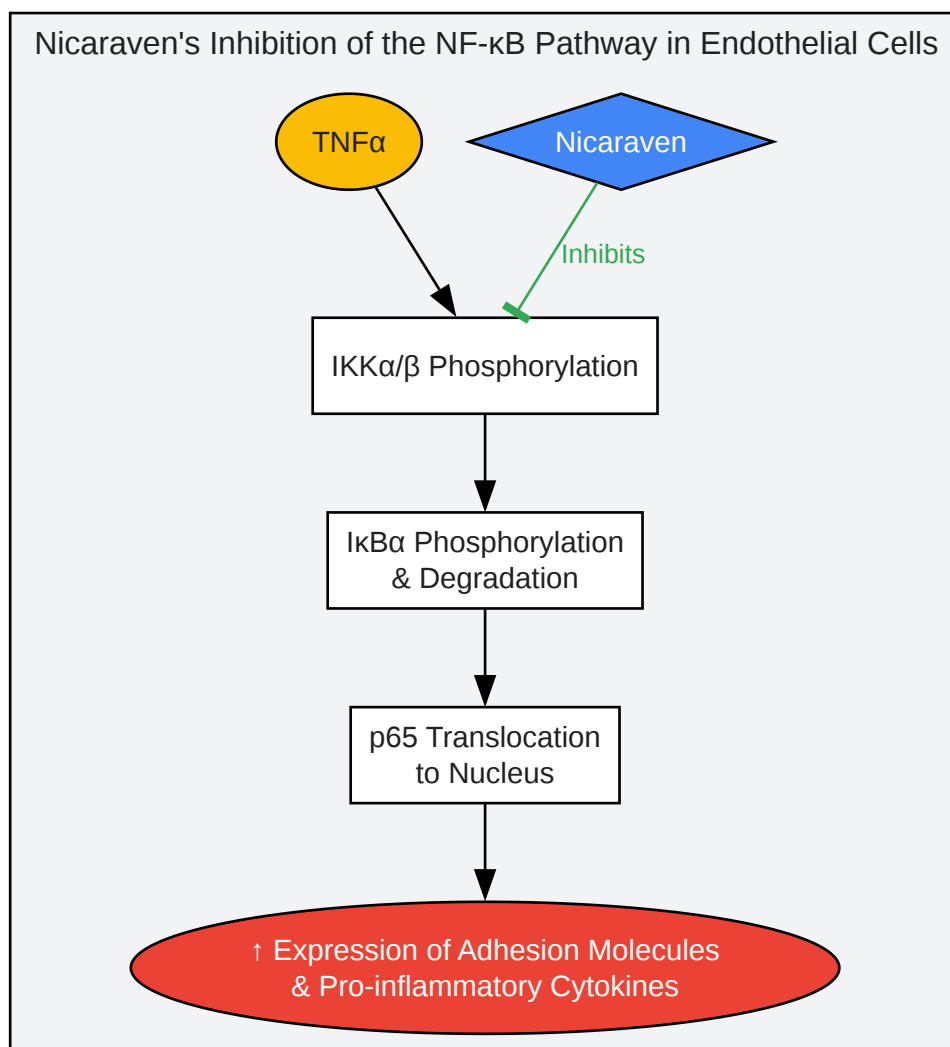 Nicaraven's Inhibition of the NF-κB Pathway in Endothelial Cells
TNFα
Nicaraven
Inhibits
IKKα/β Phosphorylation
IκBα Phosphorylation
& Degradation
p65 Translocation
to Nucleus
↑ Expression of Adhesion Molecules
& Pro-inflammatory Cytokines